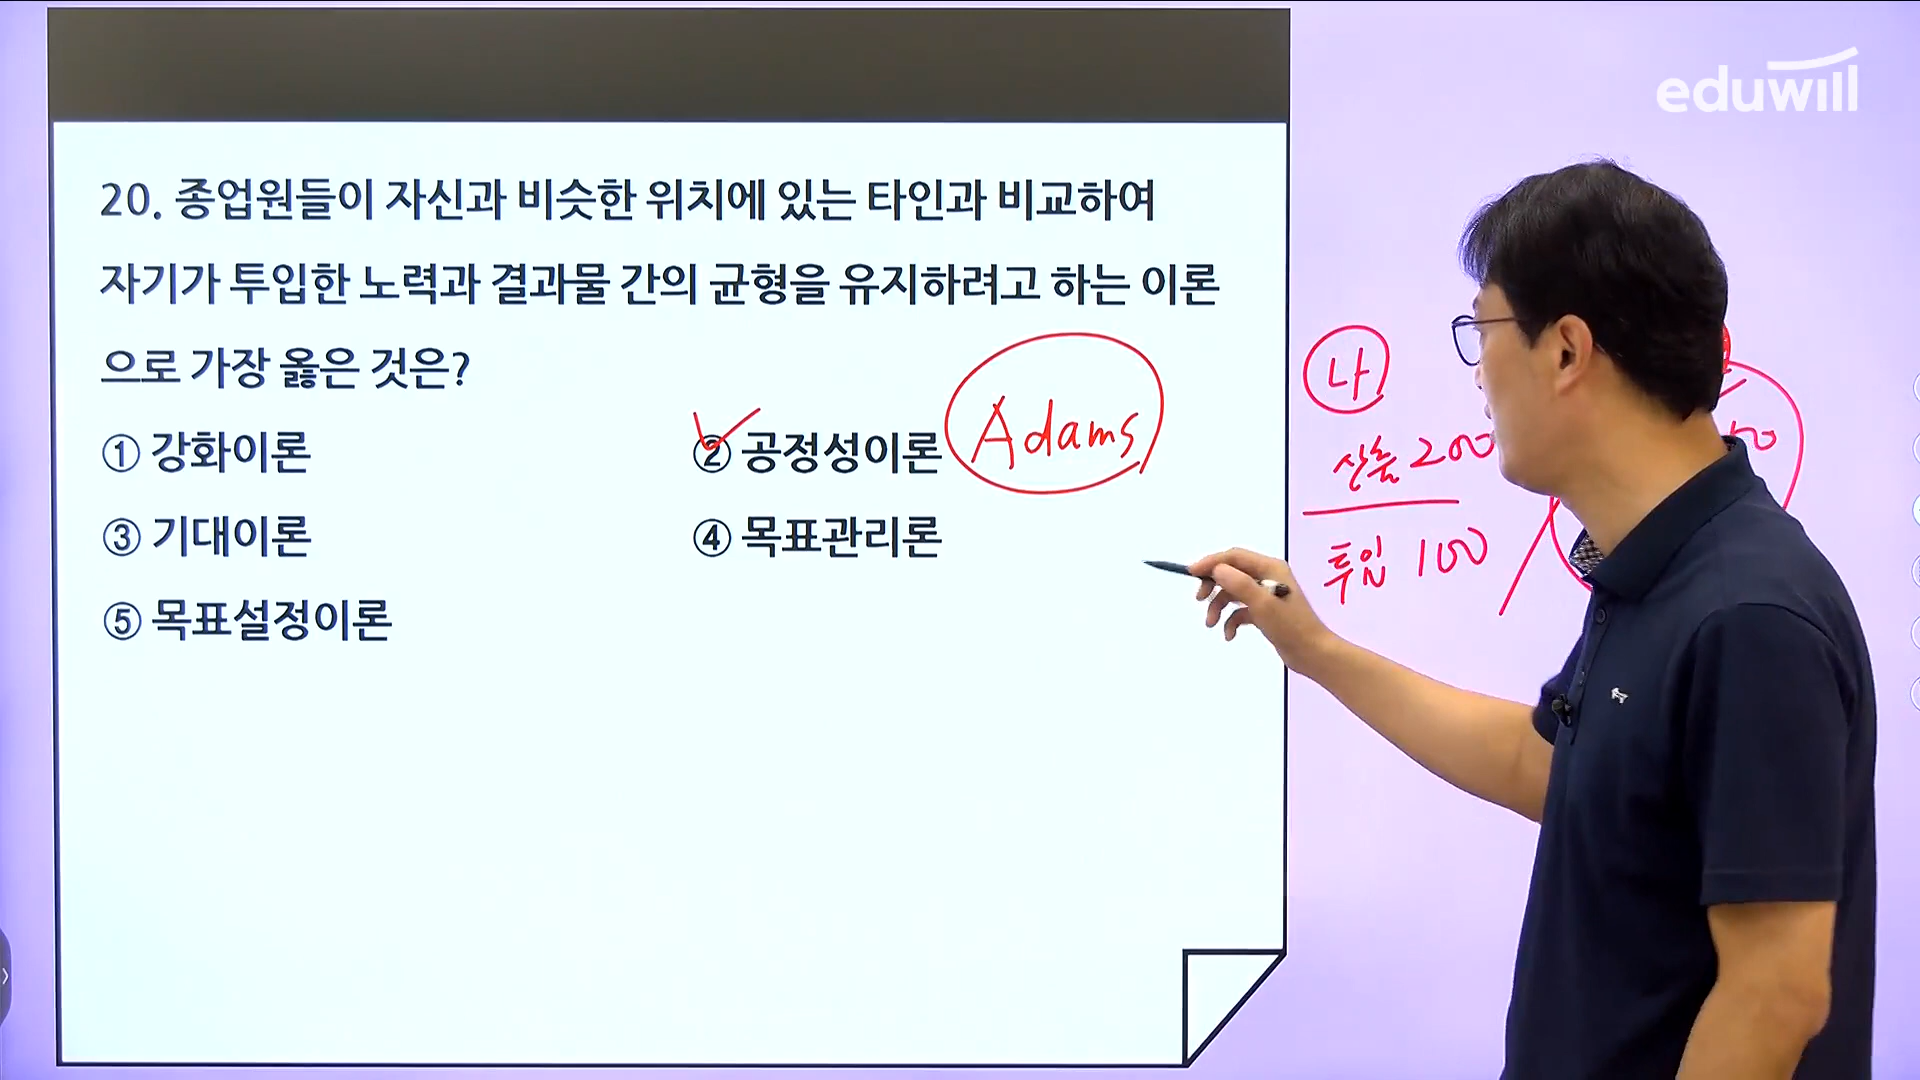 eduwill
20. 종업원들이 자신과 비슷한 위치에 있는 타인과 비교하여
자기가 투입한 노력과 결과물 간의 균형을 유지하려고 하는 이론
으로 가장 옳은 것은?
① 강화이론
② 공정성이론 Adams
③ 기대이론
④ 목표관리론
⑤ 목표설정이론
나
산출 200
투입 100